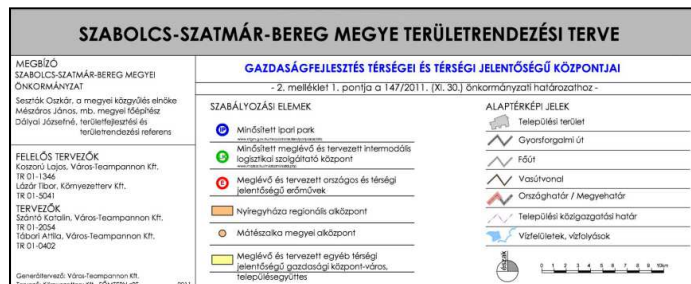 SZABOLCS-SZATMÁR-BEREG MEGYE TERÜLETRENDEZÉSI TERVE
MEGBÍZÓ
SZABOLCS-SZATMÁR-BEREG MEGYEI
ÖNKORMÁNYZAT
Seszták Oszkár, a megyei közgyűlés elnöke
Mészáros János, mb. megyei főépítész
Dályai Józsefné, területfejlesztési és
területrendezési referens
FELELŐS TERVEZŐK
Koszorú Lajos, Város-Teampannon Kft.
TR 01-1346
Lázár Tibor, Környezetterv Kft.
TR 01-5041
TERVEZŐK
Szántó Katalin, Város-Teampannon Kft.
TR 01-2054
Tábori Attila, Város-Teampannon Kft.
TR 01-0402
Generáltervező: Város-Teampannon Kft.
GAZDASÁGFEJLESZTÉS TÉRSÉGEI ÉS TÉRSÉGI JELENTŐSÉGŰ KÖZPONTJAI
- 2. melléklet 1. pontja a 147/2011. (XI. 30.) önkormányzati határozathoz -
SZABÁLYOZÁSI ELEMEK
Minősített ipari park
Minősített meglévő és tervezett intermodális
logisztikai szolgáltató központ
Meglévő és tervezett országos és térségi
jelentőségű erőművek
Nyíregyháza regionális alközpont
Mátészalka megyei alközpont
Meglévő és tervezett egyéb térségi
jelentőségű gazdasági központ-város,
településegyüttes
ALAPTÉRKÉPI JELEK
Települési terület
Gyorsforgalmi út
Főút
Vasútvonal
Országhatár / Megyehatár
Települési közigazgatási határ
Vízfelületek, vízfolyások
észak
0 1 2 3 4 5 6 7 8 9 10km